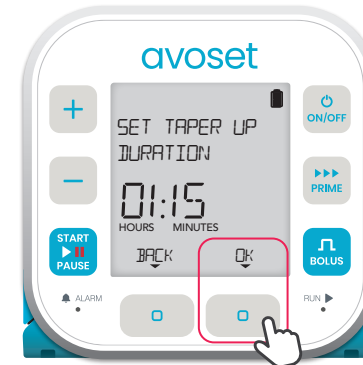 avoset
+
ON/OFF
SET TAPER UP
DURATION
−
PRIME
01:15
HOURS MINUTES
START
PAUSE
BACK
OK
BOLUS
ALARM
RUN